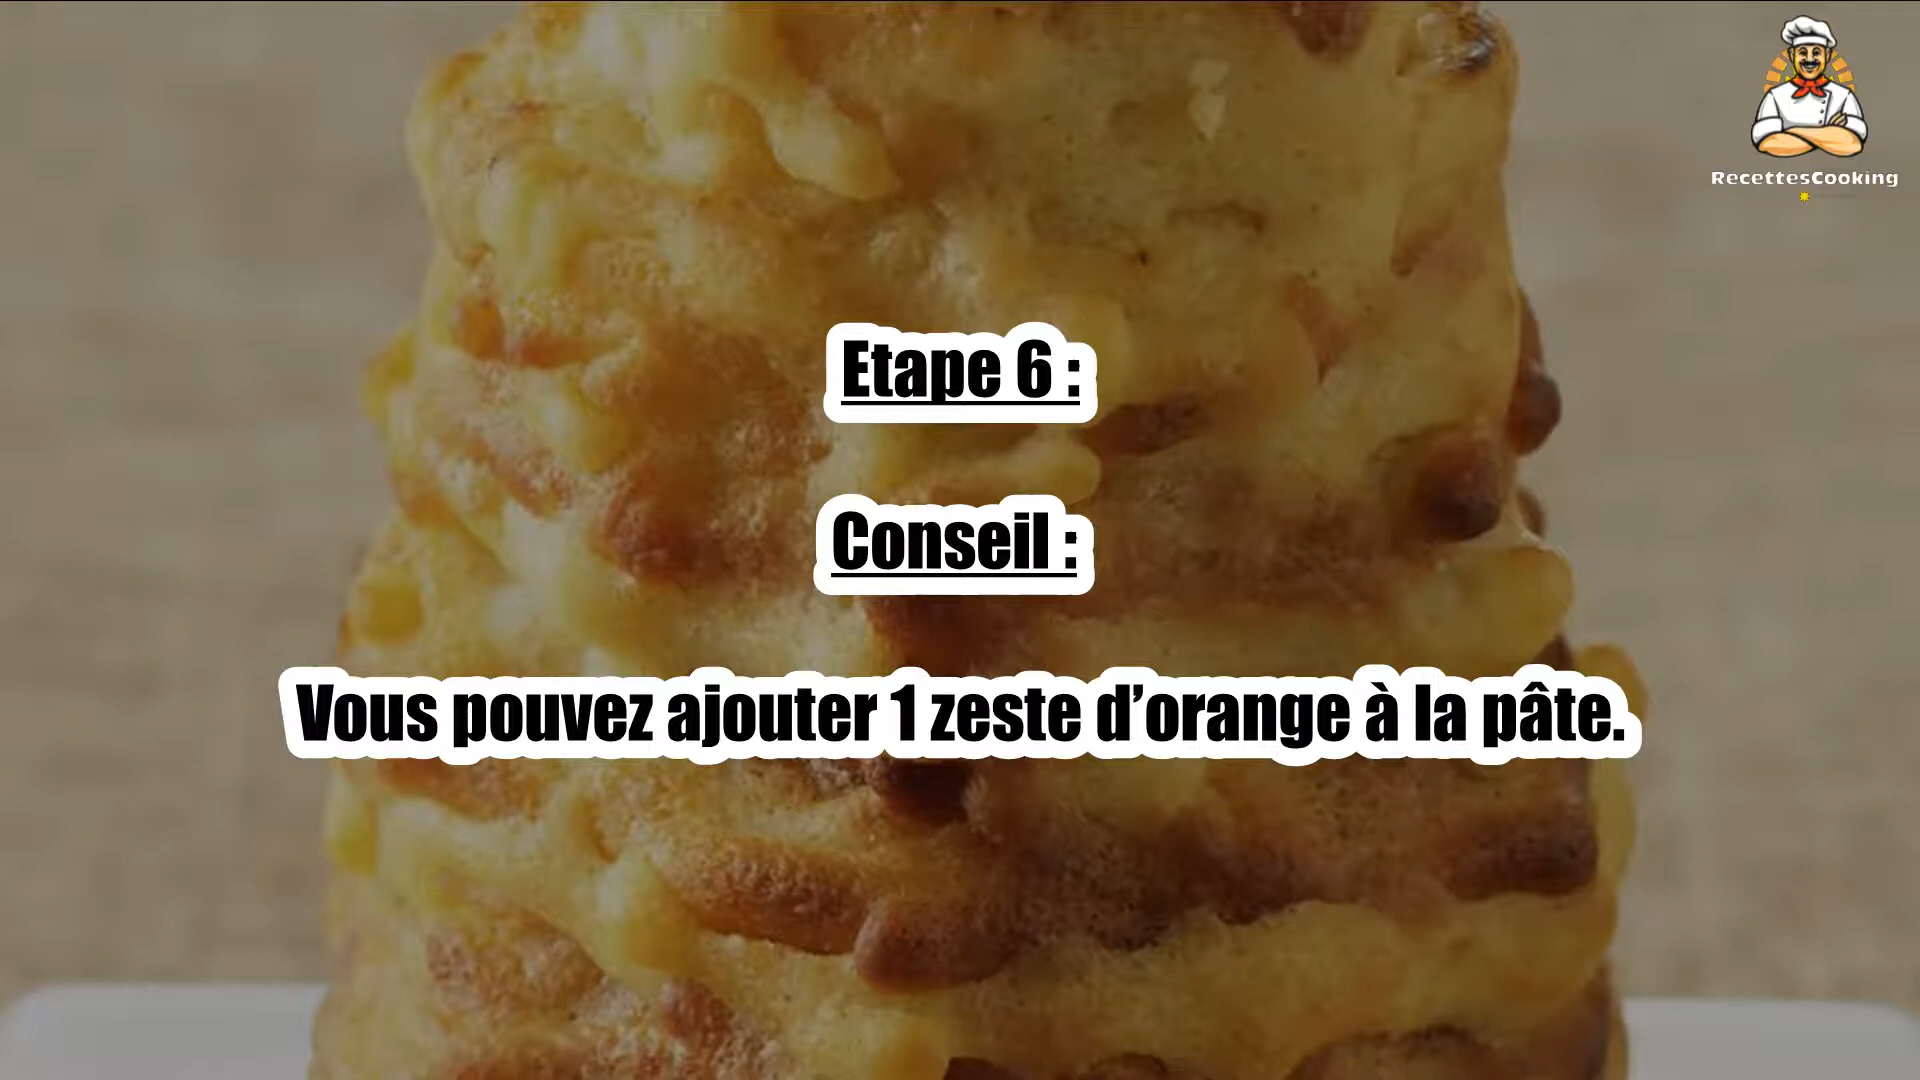 RecettesCooking
Etape 6 :
Conseil :
Vous pouvez ajouter 1 zeste d’orange à la pâte.